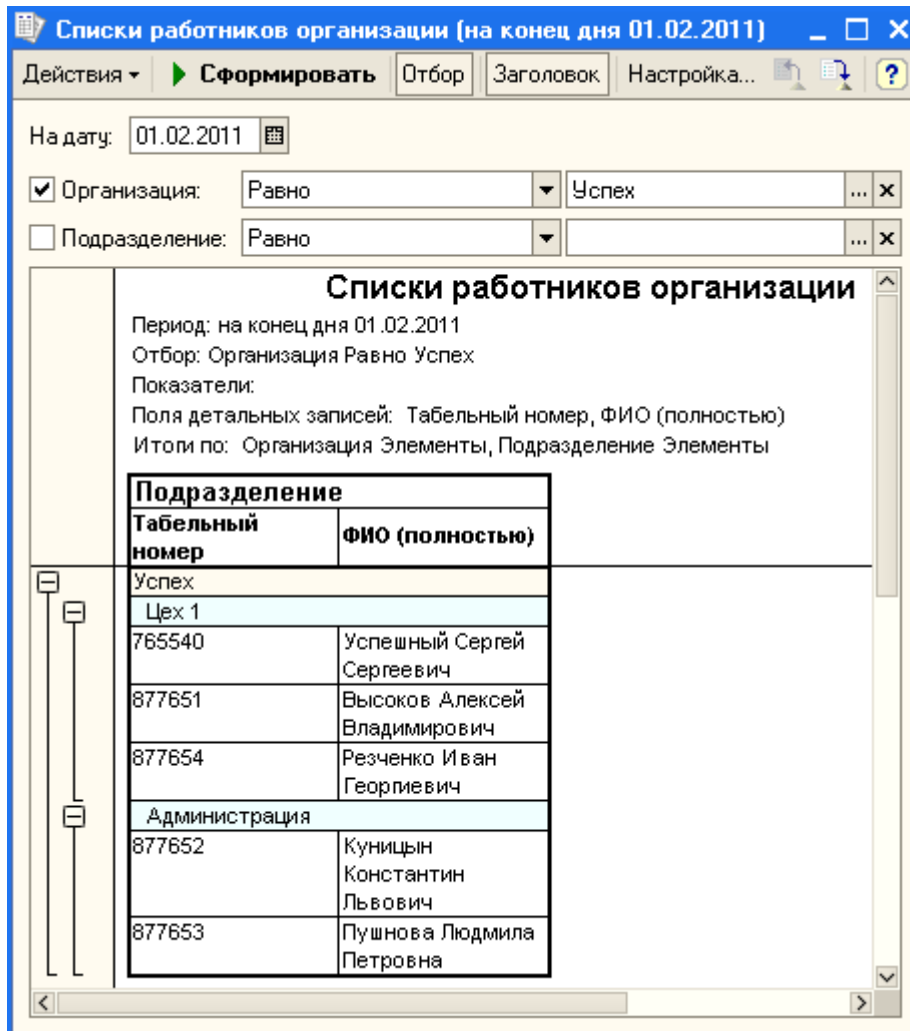 Списки работников организации (на конец дня 01.02.2011)
Действия Сформировать Отбор Заголовок Настройка... ?
На дату: 01.02.2011
Организация: Равно Успех ... x
Подразделение: Равно ... x
Списки работников организации
Период: на конец дня 01.02.2011
Отбор: Организация Равно Успех
Показатели:
Поля детальных записей: Табельный номер, ФИО (полностью)
Итоги по: Организация Элементы, Подразделение Элементы
Подразделение
Табельный
номер
ФИО (полностью)
Успех
Цех 1
765540 Успешный Сергей
Сергеевич
877651 Высоков Алексей
Владимирович
877654 Резченко Иван
Георгиевич
Администрация
877652 Куницын
Константин
Львович
877653 Пушнова Людмила
Петровна